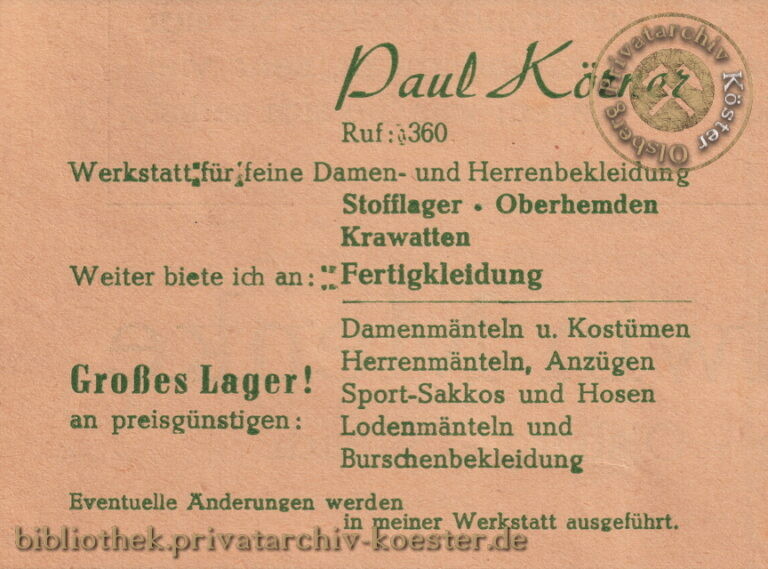 Paul Körner
Ruf: 360
Werkstatt für feine Damen- und Herrenbekleidung
Stofflager · Oberhemden
Krawatten
Weiter biete ich an: Fertigkleidung
Großes Lager!
an preisgünstigen:
Damenmänteln u. Kostümen
Herrenmänteln, Anzügen
Sport-Sakkos und Hosen
Lodenmänteln und
Burschenbekleidung
Eventuelle Änderungen werden
in meiner Werkstatt ausgeführt.
Privatarchiv Köster Olsberg
bibliothek.privatarchiv-koester.de